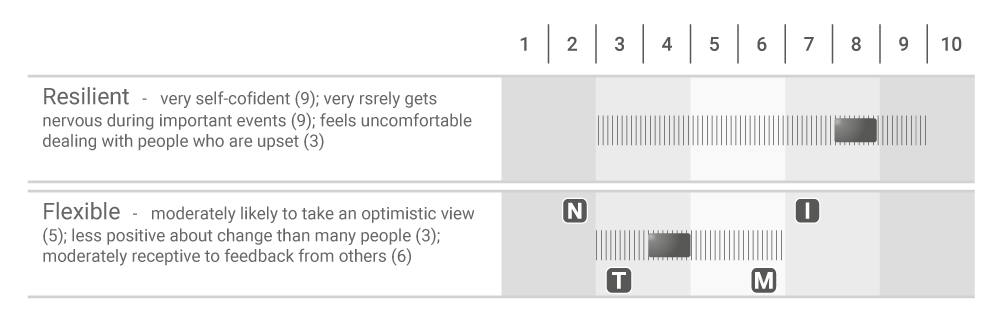 1 2 3 4 5 6 7 8 9 10
Resilient - very self-cofident (9); very rsrely gets
nervous during important events (9); feels uncomfortable
dealing with people who are upset (3)
Flexible - moderately likely to take an optimistic view
(5); less positive about change than many people (3);
moderately receptive to feedback from others (6)
N I
T M